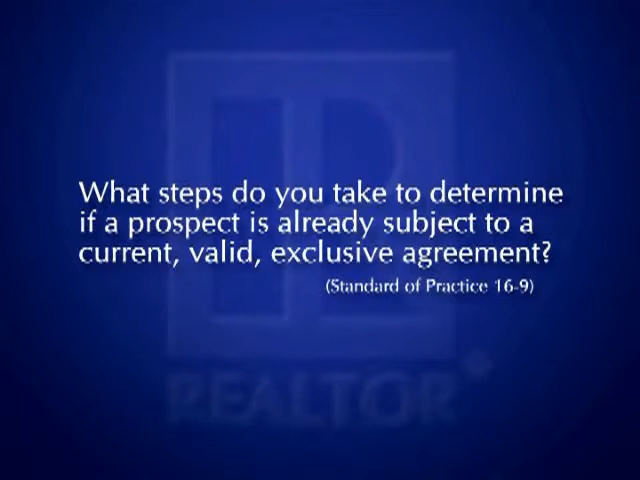 What steps do you take to determine
if a prospect is already subject to a
current, valid, exclusive agreement?
(Standard of Practice 16-9)
REALTOR®